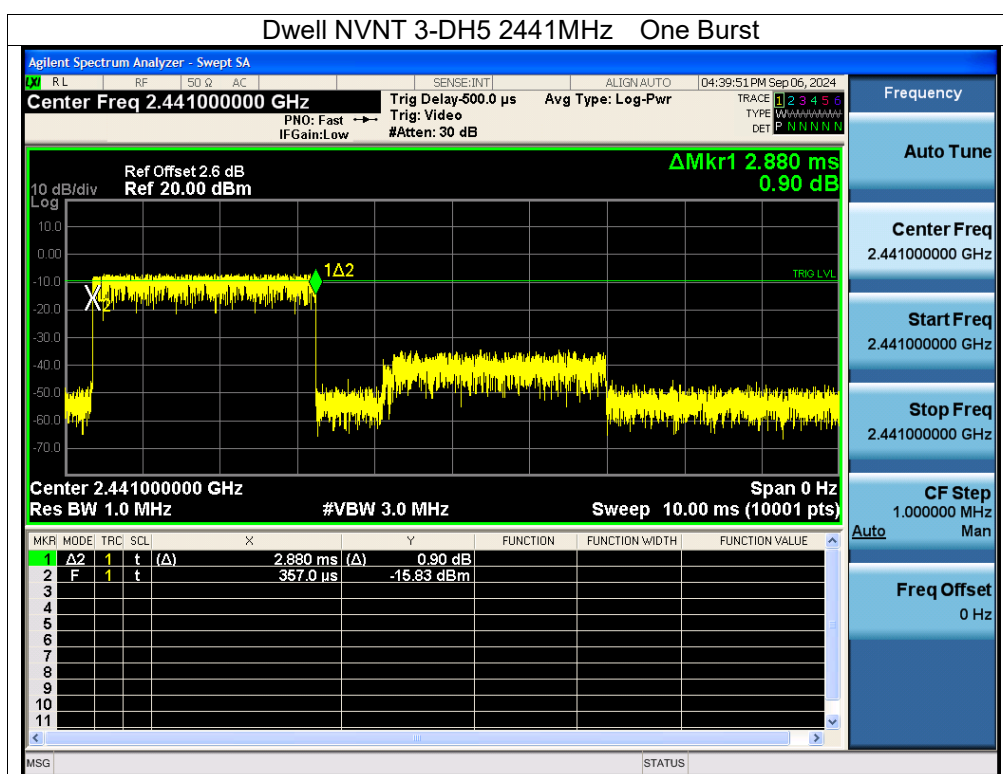 Dwell NVNT 3-DH5 2441MHz One Burst
Agilent Spectrum Analyzer - Swept SA
LXI RL RF 50 Ω AC SENSE:INT ALIGN AUTO 04:39:51 PM Sep 06, 2024
Center Freq 2.441000000 GHz
PNO: Fast
IFGain:Low
Trig Delay-500.0 µs
Trig: Video
#Atten: 30 dB
Avg Type: Log-Pwr
TRACE 1 2 3 4 5 6
TYPE WWWWWW
DET P N N N N N
Ref Offset 2.6 dB
10 dB/div Ref 20.00 dBm
Log
ΔMkr1 2.880 ms
0.90 dB
10.0
0.00
-10.0
-20.0
-30.0
-40.0
-50.0
-60.0
-70.0
1Δ2
2
TRIG LVL
Center 2.441000000 GHz Span 0 Hz
Res BW 1.0 MHz #VBW 3.0 MHz Sweep 10.00 ms (10001 pts)
MKR MODE TRC SCL X Y FUNCTION FUNCTION WIDTH FUNCTION VALUE
1 Δ2 1 t (Δ) 2.880 ms (Δ) 0.90 dB
2 F 1 t 357.0 µs -15.83 dBm
3
4
5
6
7
8
9
10
11
MSG STATUS
Frequency
Auto Tune
Center Freq
2.441000000 GHz
Start Freq
2.441000000 GHz
Stop Freq
2.441000000 GHz
CF Step
1.000000 MHz
Auto Man
Freq Offset
0 Hz